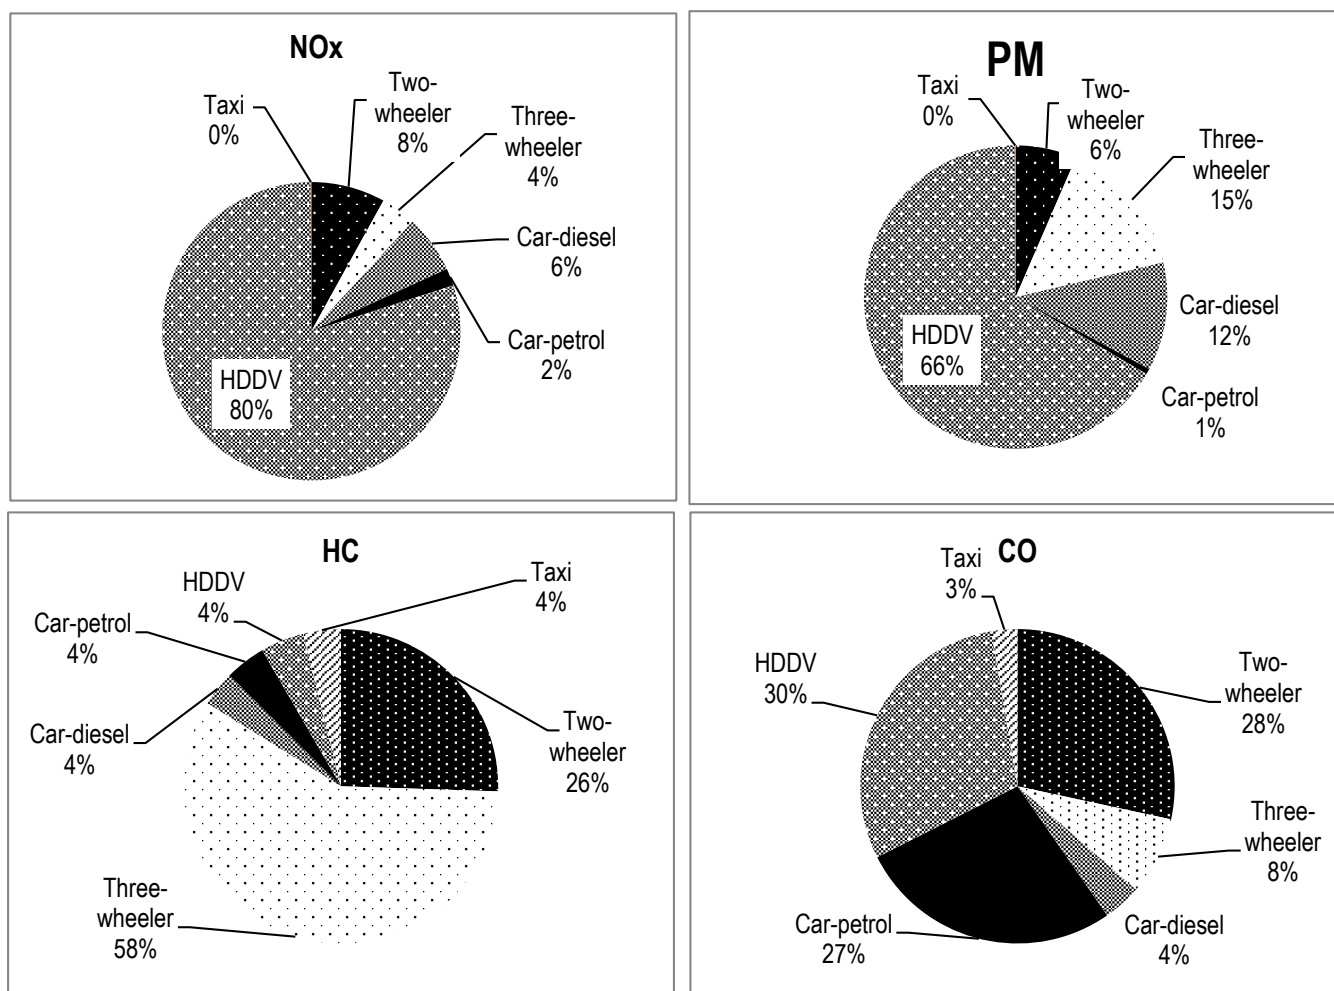 NOx
Taxi
0%
Two-
wheeler
8%
Three-
wheeler
4%
Car-diesel
6%
Car-petrol
2%
HDDV
80%
PM
Taxi
0%
Two-
wheeler
6%
Three-
wheeler
15%
Car-diesel
12%
Car-petrol
1%
HDDV
66%
HC
HDDV
4%
Taxi
4%
Car-petrol
4%
Car-diesel
4%
Two-
wheeler
26%
Three-
wheeler
58%
CO
Taxi
3%
HDDV
30%
Two-
wheeler
28%
Three-
wheeler
8%
Car-petrol
27%
Car-diesel
4%